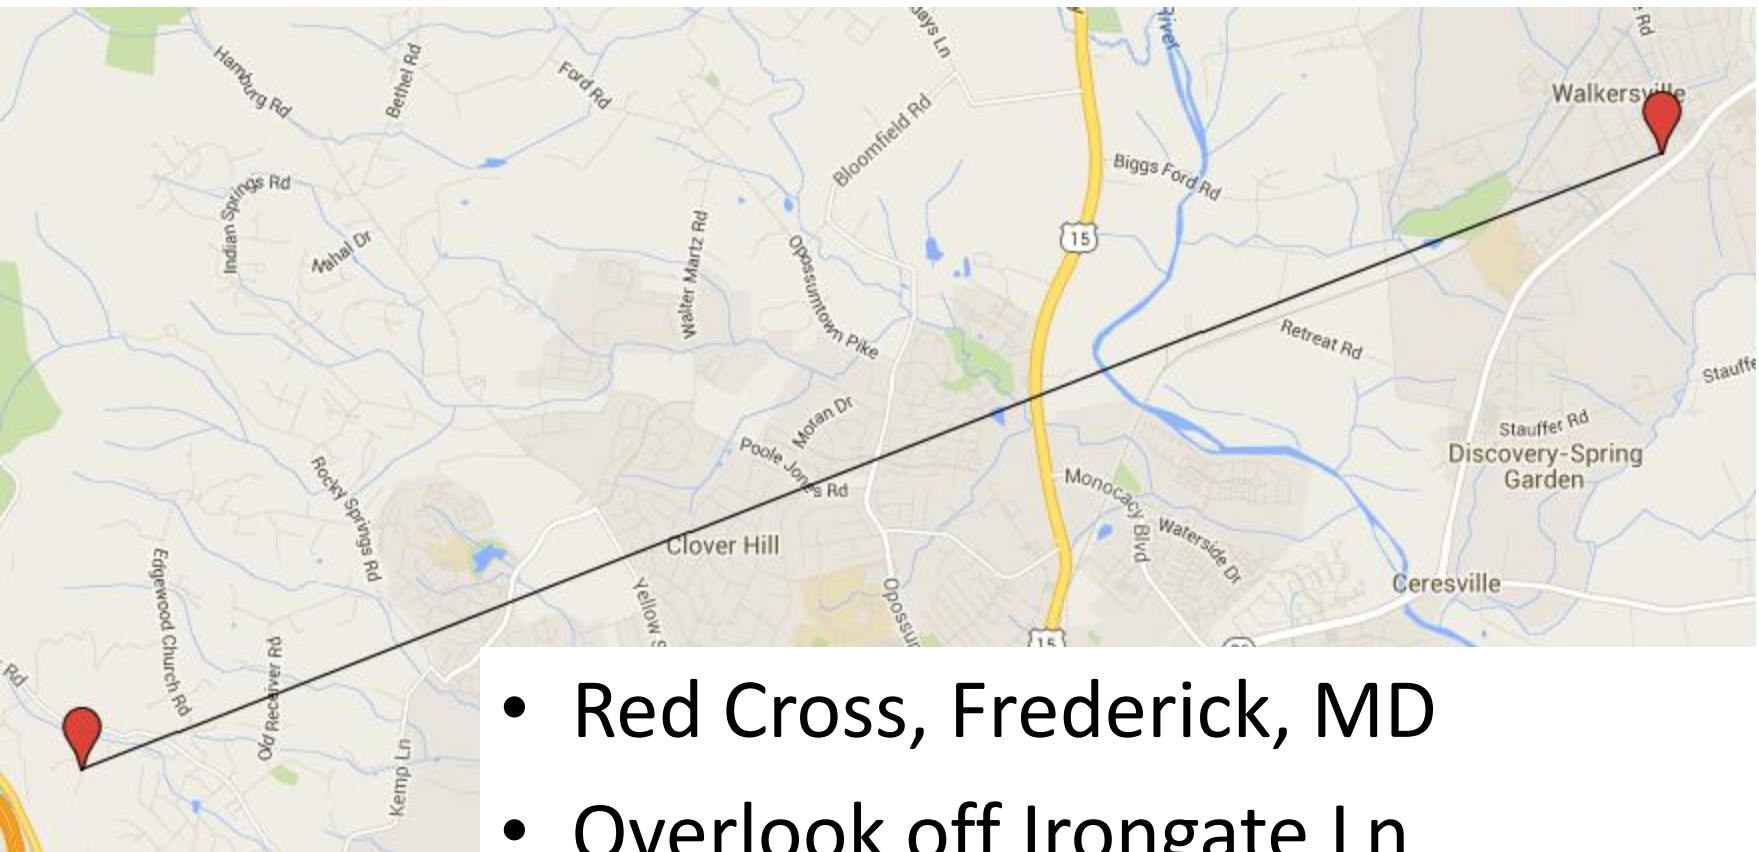 Hamburg Rd
Bethel Rd
Ford Rd
River
Rd
Walkersville
Bloomfield Rd
Biggs Ford Rd
Indian Springs Rd
Mahal Dr
Walter Martz Rd
Opossumtown Pike
15
Retreat Rd
Moran Dr
Poole Jones Rd
Stauffer Rd
Discovery-Spring
Garden
Rocky Springs Rd
Monocacy Blvd
Waterside Dr
Clover Hill
Edgewood Church Rd
Ceresville
Old Receiver Rd
15
Rd
Kemp Ln
• Red Cross, Frederick, MD
• Overlook off Irongate Ln